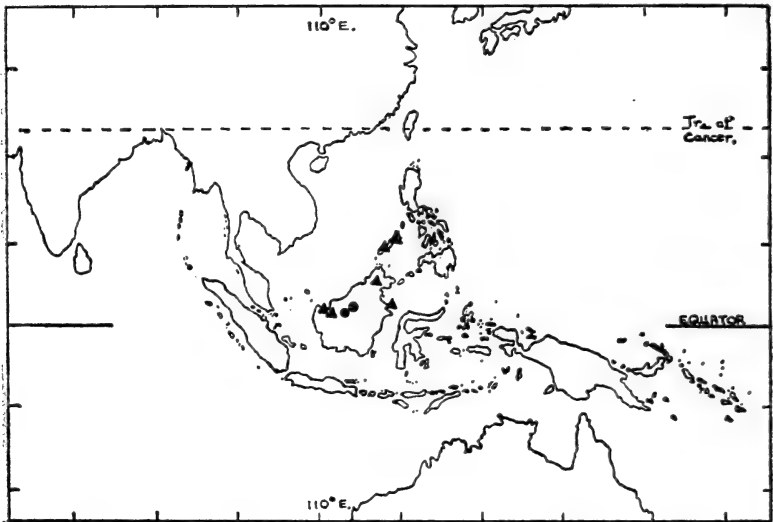 110° E.
Tr. of
Cancer.
EQUATOR
110° E.